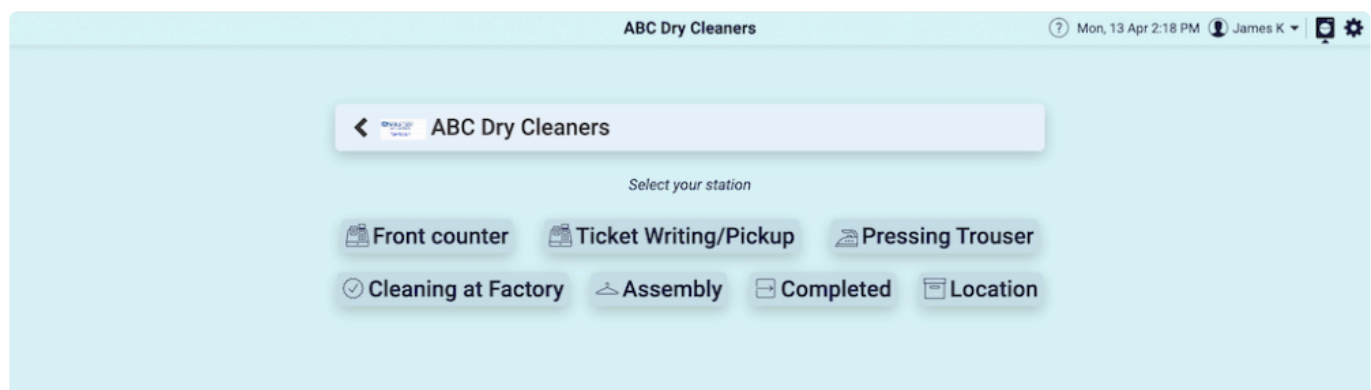 ABC Dry Cleaners
? Mon, 13 Apr 2:18 PM James K
ABC Dry Cleaners
Select your station
Front counter Ticket Writing/Pickup Pressing Trouser
Cleaning at Factory Assembly Completed Location